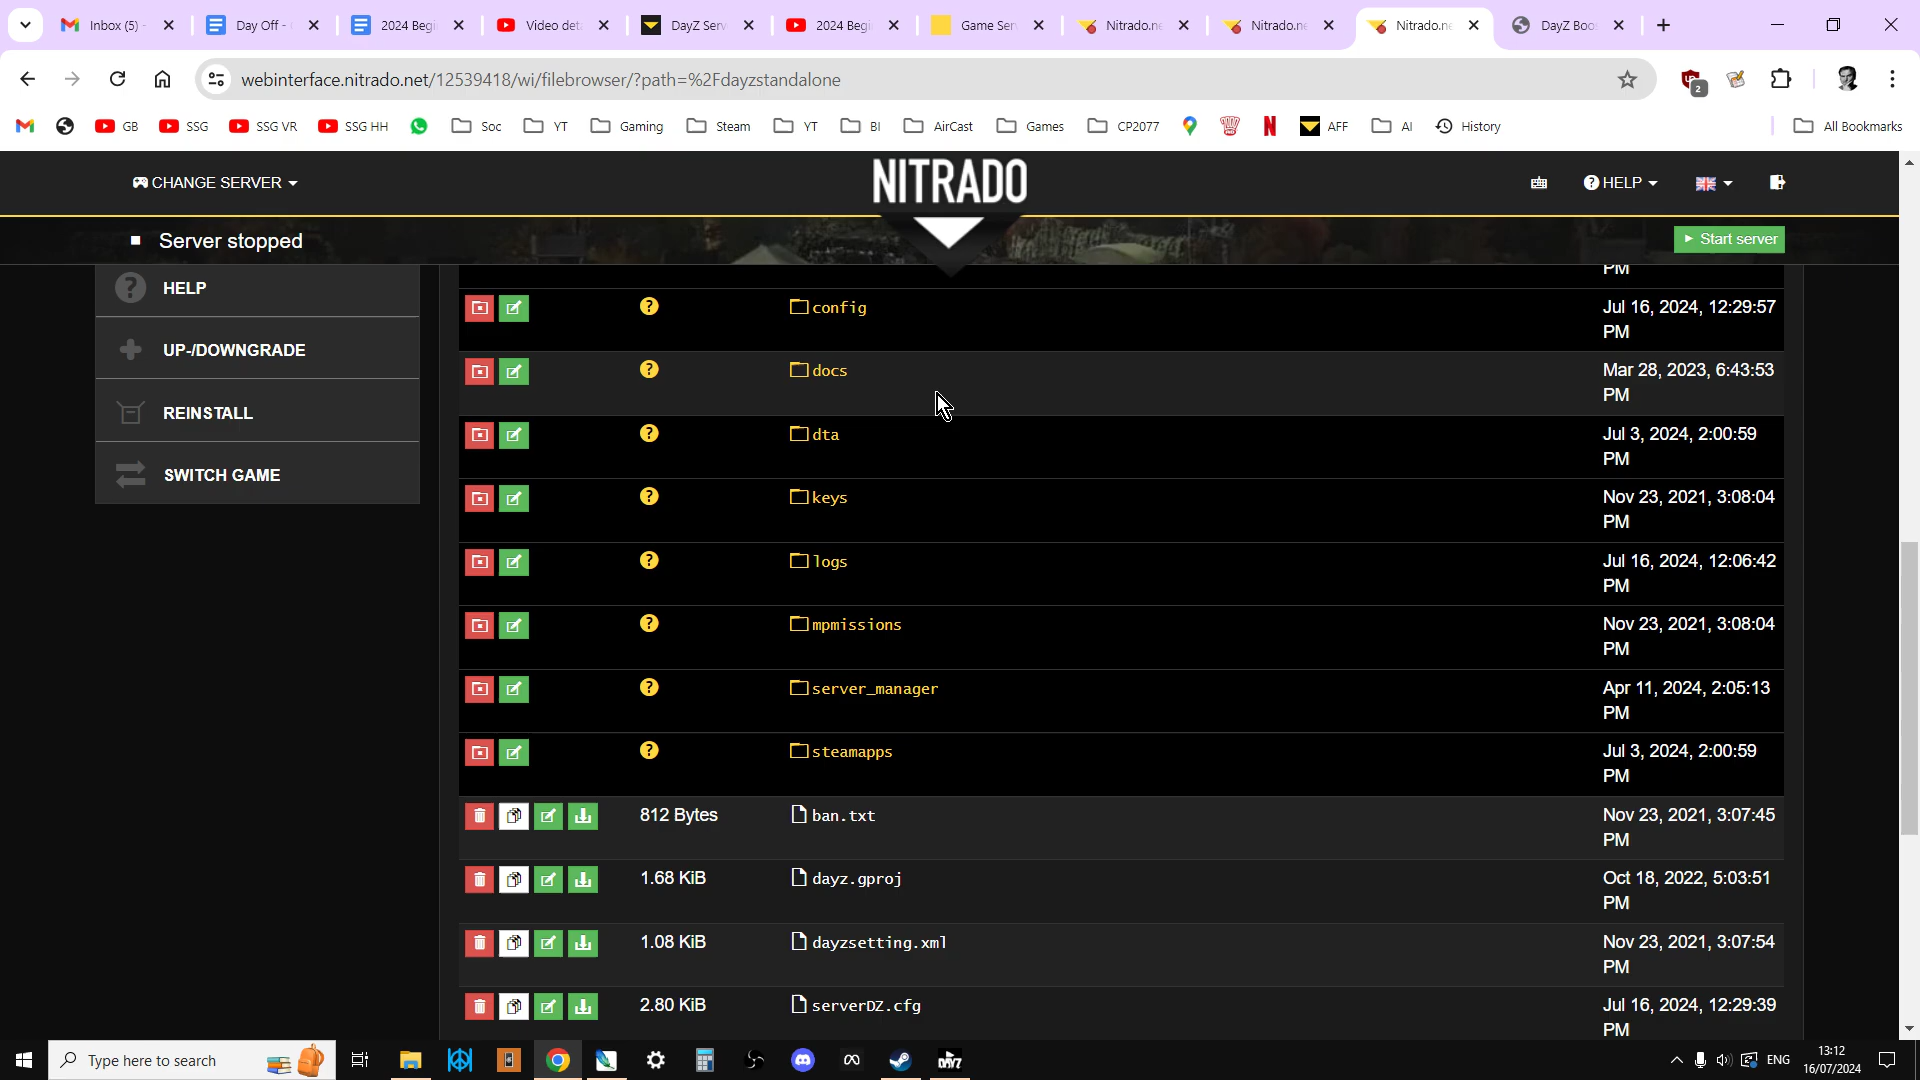 Inbox (5)
Day Off -
2024 Begi
Video det
DayZ Serv
2024 Begi
Game Ser
Nitrado.ne
Nitrado.ne
Nitrado.ne
DayZ Boo
webinterface.nitrado.net/12539418/wi/filebrowser/?path=%2Fdayzstandalone
2
GB
SSG
SSG VR
SSG HH
Soc
YT
Gaming
Steam
YT
BI
AirCast
Games
CP2077
AFF
AI
History
All Bookmarks
CHANGE SERVER
NITRADO
HELP
Server stopped
Start server
HELP
UP-/DOWNGRADE
REINSTALL
SWITCH GAME
PM
config
Jul 16, 2024, 12:29:57
PM
docs
Mar 28, 2023, 6:43:53
PM
dta
Jul 3, 2024, 2:00:59
PM
keys
Nov 23, 2021, 3:08:04
PM
logs
Jul 16, 2024, 12:06:42
PM
mpmissions
Nov 23, 2021, 3:08:04
PM
server_manager
Apr 11, 2024, 2:05:13
PM
steamapps
Jul 3, 2024, 2:00:59
PM
812 Bytes
ban.txt
Nov 23, 2021, 3:07:45
PM
1.68 KiB
dayz.gproj
Oct 18, 2022, 5:03:51
PM
1.08 KiB
dayzsetting.xml
Nov 23, 2021, 3:07:54
PM
2.80 KiB
serverDZ.cfg
Jul 16, 2024, 12:29:39
PM
Type here to search
DAYZ
ENG
13:12
16/07/2024